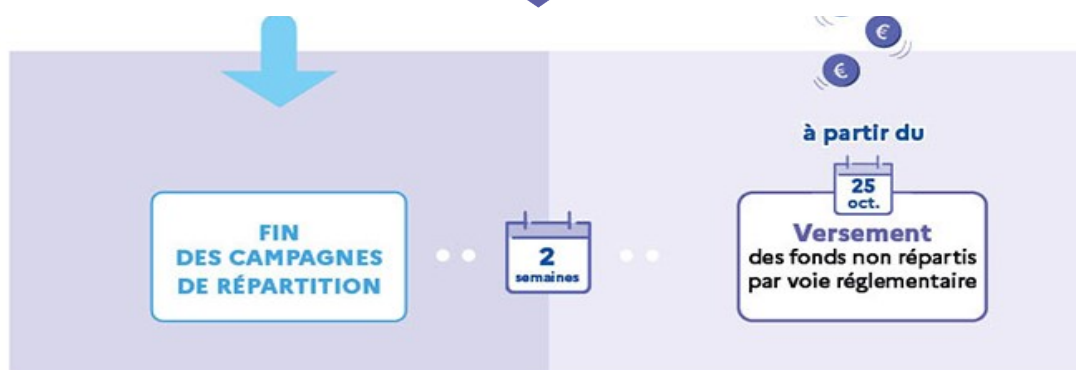 à partir du
25
oct.
FIN
DES CAMPAGNES
DE RÉPARTITION
2
semaines
Versement
des fonds non répartis
par voie réglementaire
€
€